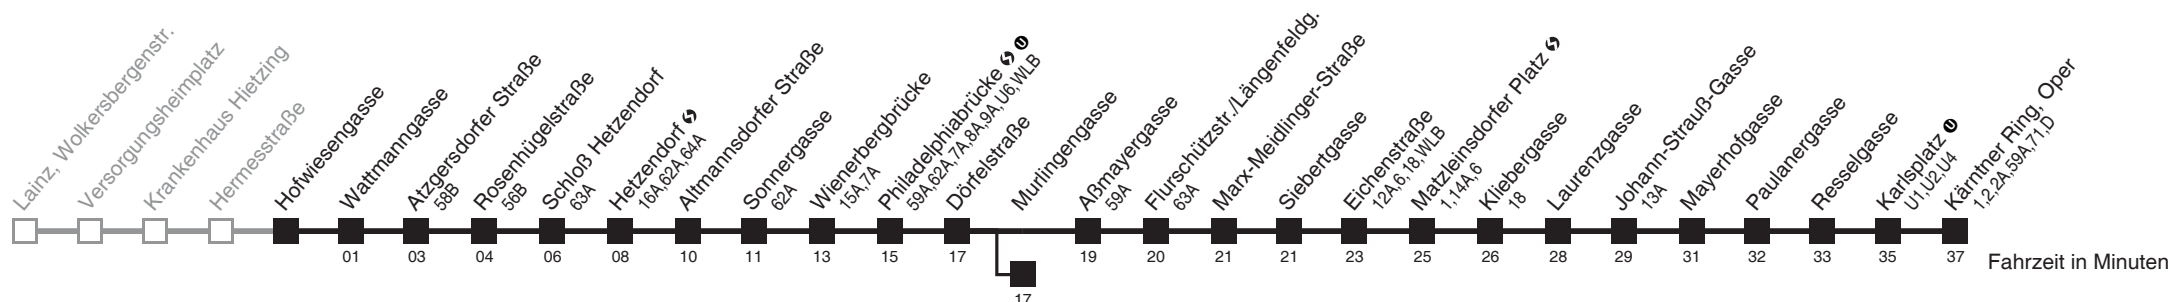 Lainz, Wolkersbergenstr.
Versorgungsheimplatz
Krankenhaus Hietzing
Hermesstraße
Hofwiesengasse
Wattmanngasse
01
Atzgersdorfer Straße
58B
03
Rosenhügelstraße
56B
04
Schloß Hetzendorf
63A
06
Hetzendorf
16A,62A,64A
08
Altmannsdorfer Straße
10
Sonnergasse
62A
11
Wienerbergbrücke
15A,7A
13
Philadelphiabrücke U
59A,62A,7A,8A,9A,U6,WLB
15
Dörfelstraße
17
Murlingengasse
17
Aßmayergasse
59A
19
Flurschützstr./Längenfeldg.
63A
20
Marx-Meidlinger-Straße
21
Siebertgasse
21
Eichenstraße
12A,6,18,WLB
23
Matzleinsdorfer Platz
1,14A,6
25
Kliebergasse
18
26
Laurenzgasse
28
Johann-Strauß-Gasse
13A
29
Mayerhofgasse
31
Paulanergasse
32
Resselgasse
33
Karlsplatz U
U1,U2,U4
35
Kärntner Ring, Oper
1,2,2A,59A,71,D
37
Fahrzeit in Minuten